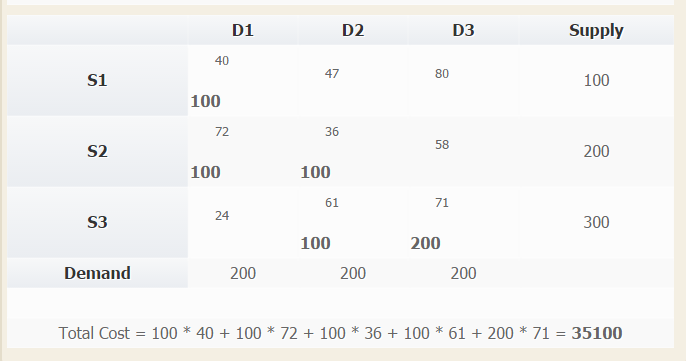 D1 D2 D3 Supply
40
47 80
S1 100
100
72 36
58
S2 200
100 100
61 71
24
S3 300
100 200
Demand 200 200 200
Total Cost = 100 * 40 + 100 * 72 + 100 * 36 + 100 * 61 + 200 * 71 = 35100